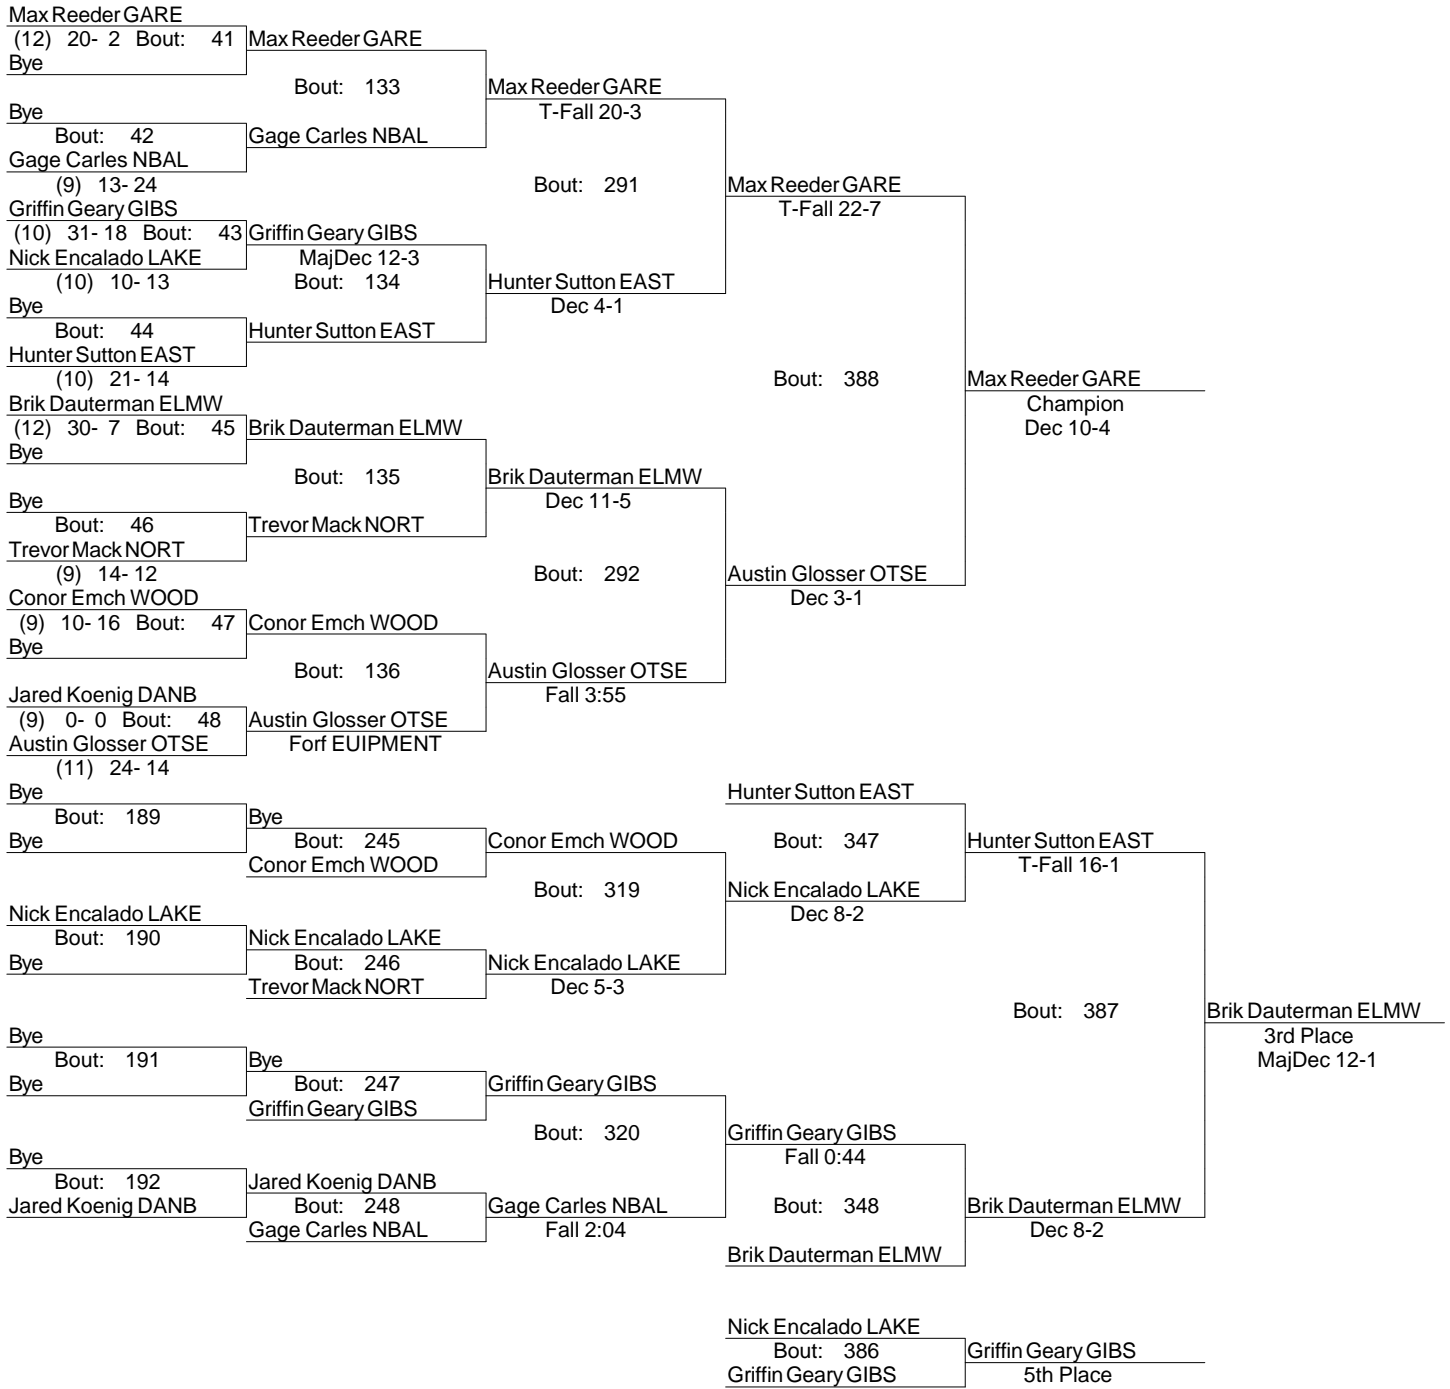 Max Reeder GARE
(12) 20- 2 Bout: 41 Max Reeder GARE
Bye
Bout: 133 Max Reeder GARE
Bye T-Fall 20-3
Bout: 42 Gage Carles NBAL
Gage Carles NBAL
(9) 13- 24 Bout: 291 Max Reeder GARE
Griffin Geary GIBS T-Fall 22-7
(10) 31- 18 Bout: 43 Griffin Geary GIBS
Nick Encalado LAKE MajDec 12-3
(10) 10- 13 Bout: 134 Hunter Sutton EAST
Bye Dec 4-1
Bout: 44 Hunter Sutton EAST
Hunter Sutton EAST
(10) 21- 14 Bout: 388 Max Reeder GARE
Brik Dauterman ELMW Champion
(12) 30- 7 Bout: 45 Brik Dauterman ELMW Dec 10-4
Bye
Bout: 135 Brik Dauterman ELMW
Bye Dec 11-5
Bout: 46 Trevor Mack NORT
Trevor Mack NORT
(9) 14- 12 Bout: 292 Austin Glosser OTSE
Conor Emch WOOD Dec 3-1
(9) 10- 16 Bout: 47 Conor Emch WOOD
Bye
Bout: 136 Austin Glosser OTSE
Jared Koenig DANB Fall 3:55
(9) 0- 0 Bout: 48 Austin Glosser OTSE
Austin Glosser OTSE Forf EUIPMENT
(11) 24- 14
Bye Hunter Sutton EAST
Bout: 189 Bye
Bye Bout: 245 Conor Emch WOOD Bout: 347 Hunter Sutton EAST
Conor Emch WOOD T-Fall 16-1
Bout: 319 Nick Encalado LAKE
Nick Encalado LAKE Dec 8-2
Bout: 190 Nick Encalado LAKE
Bye Bout: 246 Nick Encalado LAKE
Trevor Mack NORT Dec 5-3
Bout: 387 Brik Dauterman ELMW
Bye 3rd Place
Bout: 191 Bye MajDec 12-1
Bye Bout: 247 Griffin Geary GIBS
Griffin Geary GIBS
Bout: 320 Griffin Geary GIBS
Bye Fall 0:44
Bout: 192 Jared Koenig DANB
Jared Koenig DANB Bout: 248 Gage Carles NBAL Bout: 348 Brik Dauterman ELMW
Gage Carles NBAL Fall 2:04 Dec 8-2
Brik Dauterman ELMW
Nick Encalado LAKE
Bout: 386 Griffin Geary GIBS
Griffin Geary GIBS 5th Place